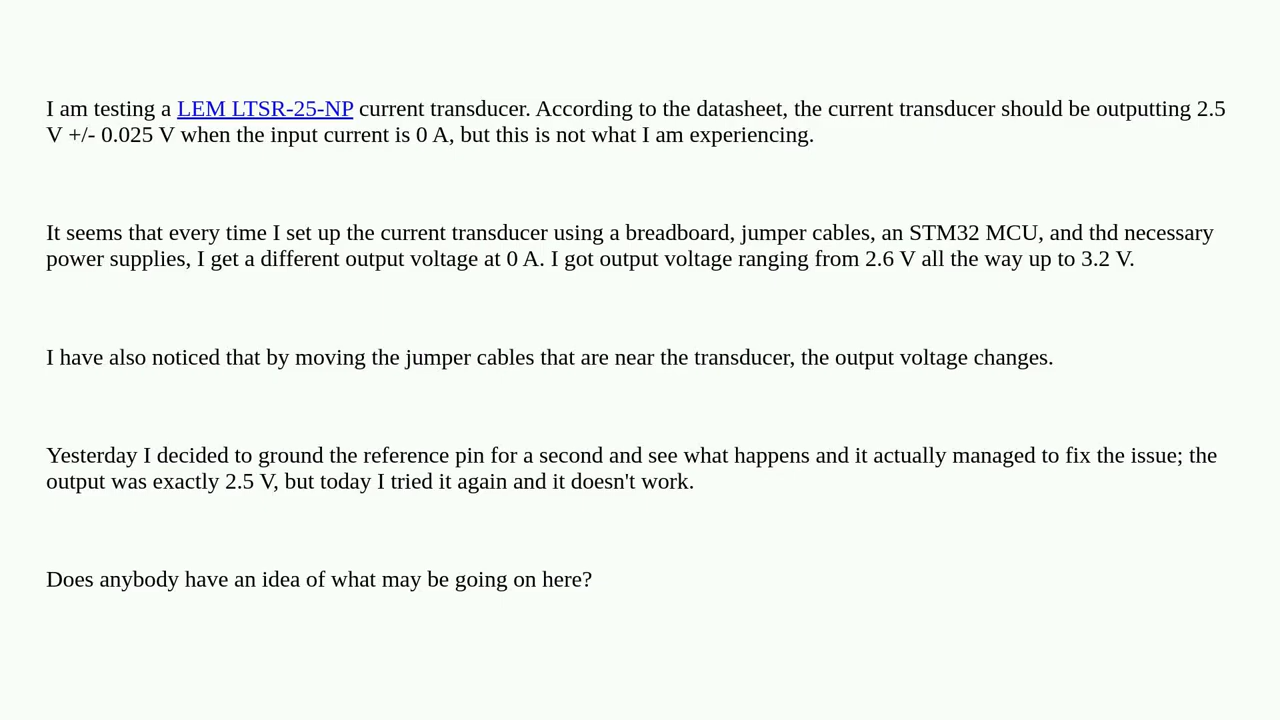 I am testing a LEM LTSR-25-NP current transducer. According to the datasheet, the current transducer should be outputting 2.5
V +/- 0.025 V when the input current is 0 A, but this is not what I am experiencing.
It seems that every time I set up the current transducer using a breadboard, jumper cables, an STM32 MCU, and thd necessary
power supplies, I get a different output voltage at 0 A. I got output voltage ranging from 2.6 V all the way up to 3.2 V.
I have also noticed that by moving the jumper cables that are near the transducer, the output voltage changes.
Yesterday I decided to ground the reference pin for a second and see what happens and it actually managed to fix the issue; the
output was exactly 2.5 V, but today I tried it again and it doesn't work.
Does anybody have an idea of what may be going on here?